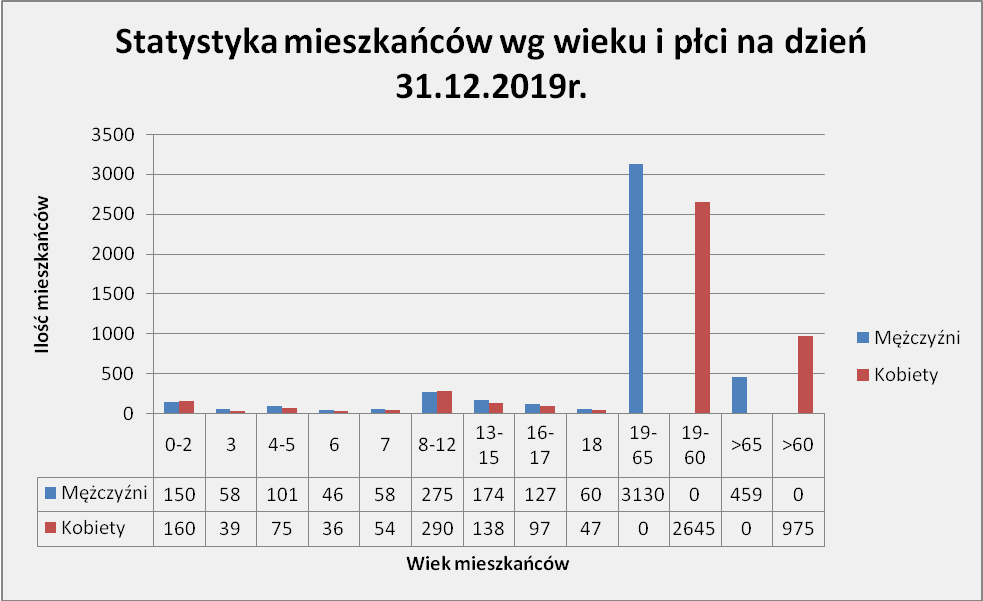 Statystyka mieszkańców wg wieku i płci na dzień
31.12.2019r.
Ilość mieszkańców
3500
3000
2500
2000
1500
1000
500
0
Mężczyźni
Kobiety
0-2 3 4-5 6 7 8-12 13-15 16-17 18 19-65 19-60 >65 >60
Mężczyźni 150 58 101 46 58 275 174 127 60 3130 0 459 0
Kobiety 160 39 75 36 54 290 138 97 47 0 2645 0 975
Wiek mieszkańców